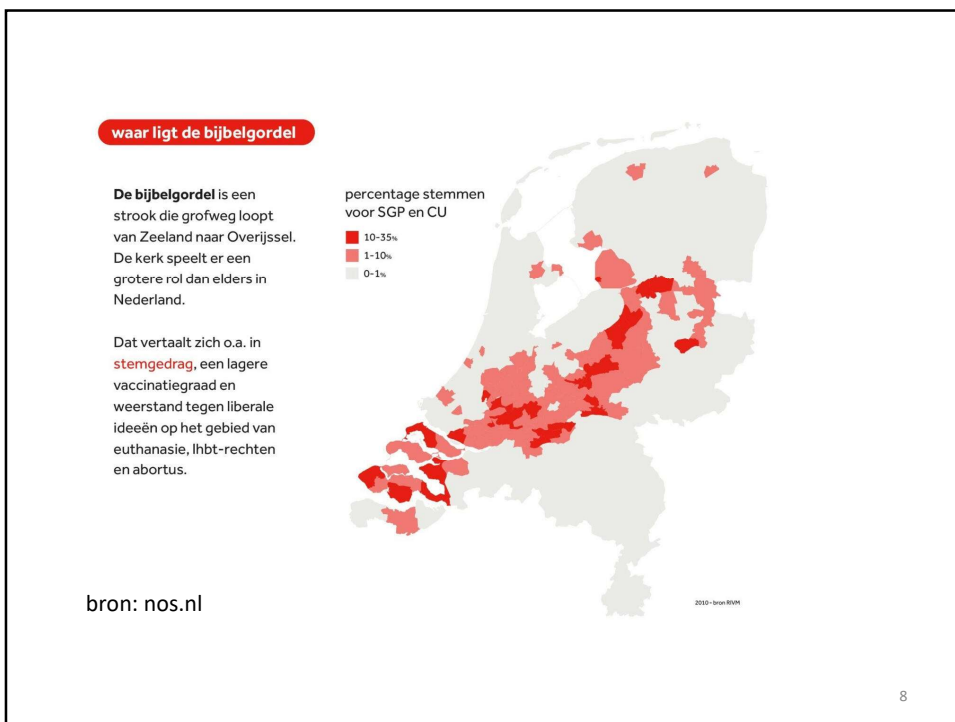 waar ligt de bijbelgordel
De bijbelgordel is een
strook die grofweg loopt
van Zeeland naar Overijssel.
De kerk speelt er een
grotere rol dan elders in
Nederland.
Dat vertaalt zich o.a. in
stemgedrag, een lagere
vaccinatiegraad en
weerstand tegen liberale
ideeën op het gebied van
euthanasie, lhbt-rechten
en abortus.
percentage stemmen
voor SGP en CU
10-35%
1-10%
0-1%
bron: nos.nl
2010 - bron RIVM
8